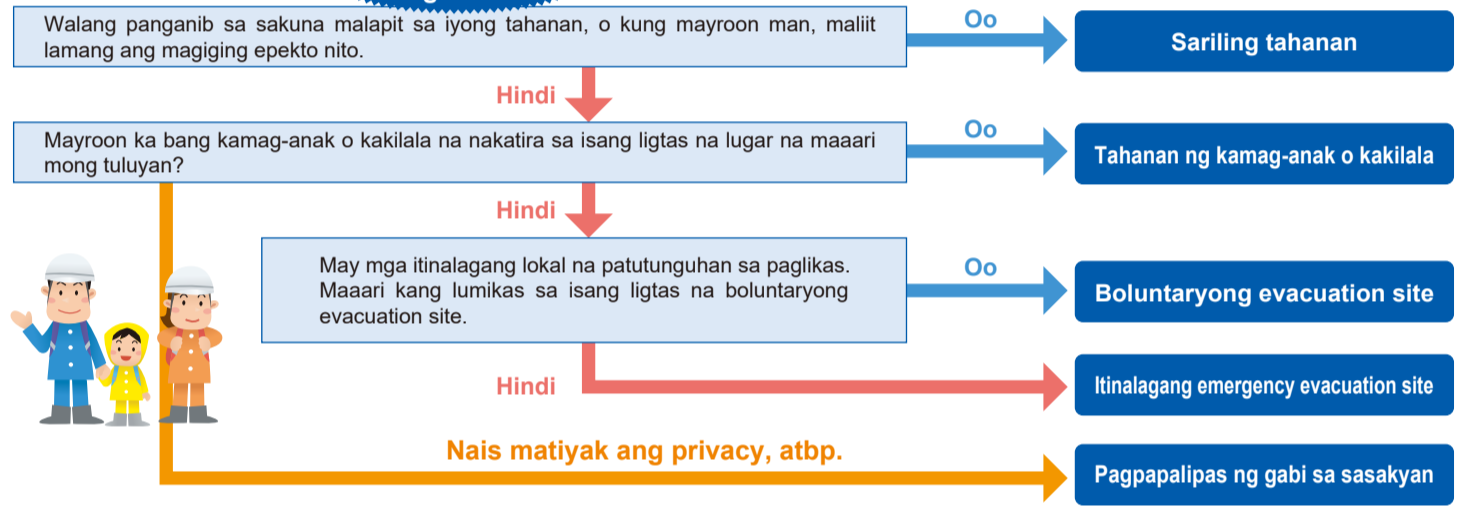 Walang panganib sa sakuna malapit sa iyong tahanan, o kung mayroon man, maliit
lamang ang magiging epekto nito.
Oo
Sariling tahanan
Hindi
Mayroon ka bang kamag-anak o kakilala na nakatira sa isang ligtas na lugar na maaari
mong tuluyan?
Oo
Tahanan ng kamag-anak o kakilala
Hindi
May mga itinalagang lokal na patutunguhan sa paglikas.
Maaari kang lumikas sa isang ligtas na boluntaryong
evacuation site.
Oo
Boluntaryong evacuation site
Hindi
Itinalagang emergency evacuation site
Nais matiyak ang privacy, atbp.
Pagpapalipas ng gabi sa sasakyan